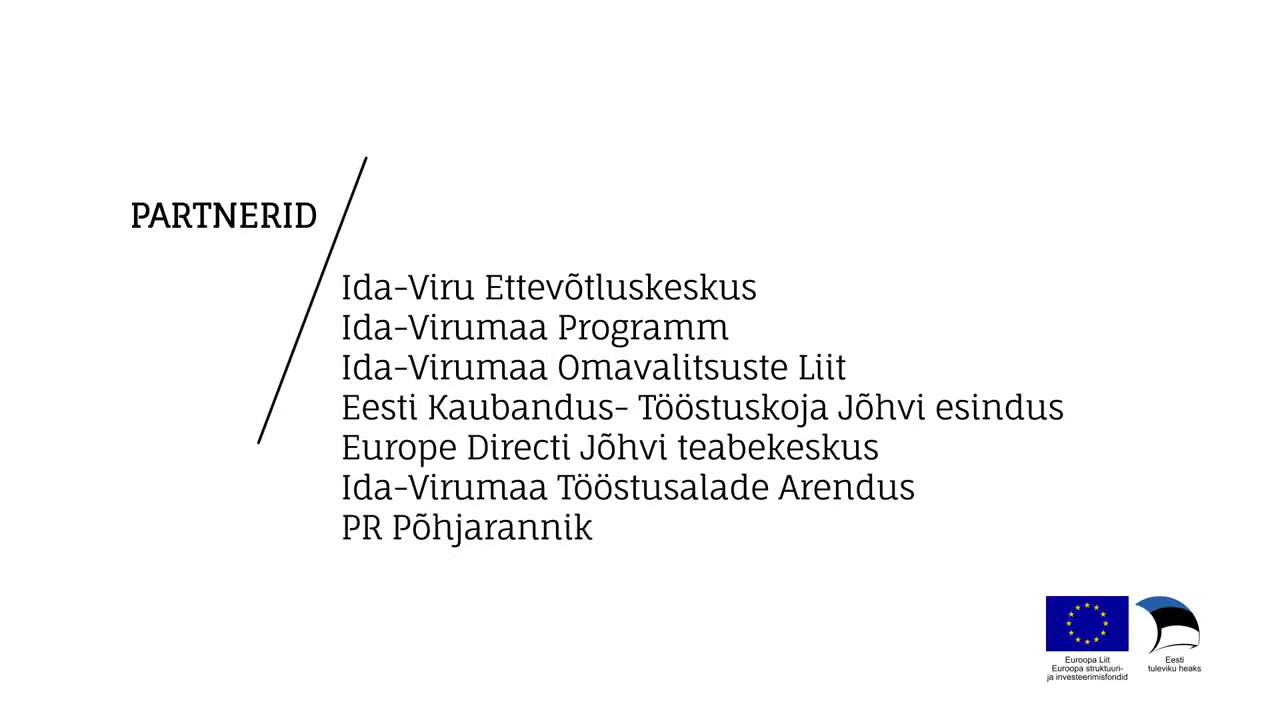 PARTNERID
Ida-Viru Ettevõtluskeskus
Ida-Virumaa Programm
Ida-Virumaa Omavalitsuste Liit
Eesti Kaubandus- Tööstuskoja Jõhvi esindus
Europe Directi Jõhvi teabekeskus
Ida-Virumaa Tööstusalade Arendus
PR Põhjarannik
Euroopa Liit
Euroopa struktuuri-
ja investeerimisfondid
Eesti
tuleviku heaks